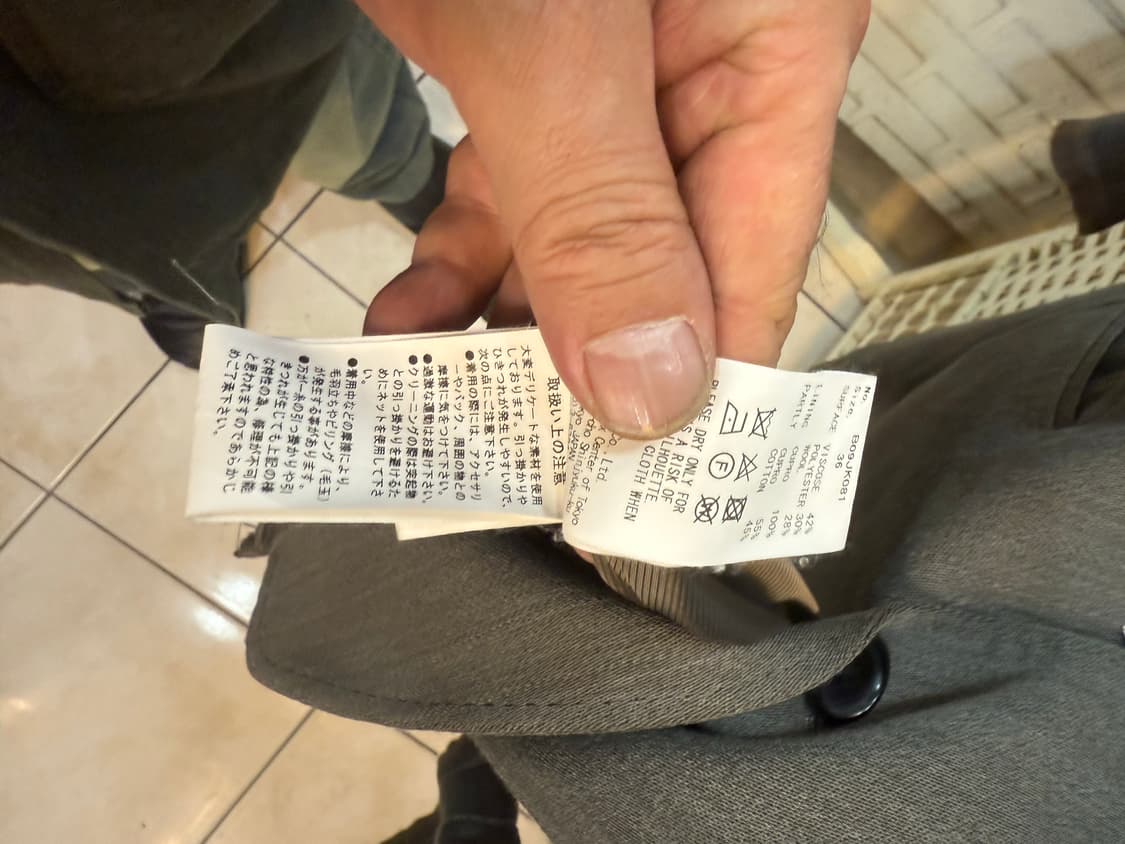 No. B09JK081
SIZE. 36
SURFACE VISCOSE 42%
POLYESTER 30%
WOOL 28%
LINING CUPRO 100%
PARTLY CUPRO 55%
COTTON 45%
F W
EASE DRY ONLY FOR
S A RISK OF
LHOUETTE
CLOTH WHEN
Co., Ltd
Center of Tokyo
取扱い上の注意
大変デリケートな素材を使用
しております。引っ掛かりや
ひきつれが発生しやすいので、
次の点にご注意下さい。
●着用の際には、アクセサリ
ーやバック、周囲の物との
摩擦に気をつけて下さい。
●過激な運動はお避け下さい。
●クリーニングの際は突起物
との引っ掛かりを避けるた
めにネットを使用し下さ
い。
●着用中などの摩擦により、
毛羽立ちやピリング（毛玉）
が発生する事があります。
●万が一糸の引っ掛かりや引
きつれが生じても上記の様
な特性の為、修理が不可能
と思われますのであらかじ
めご了承下さい。